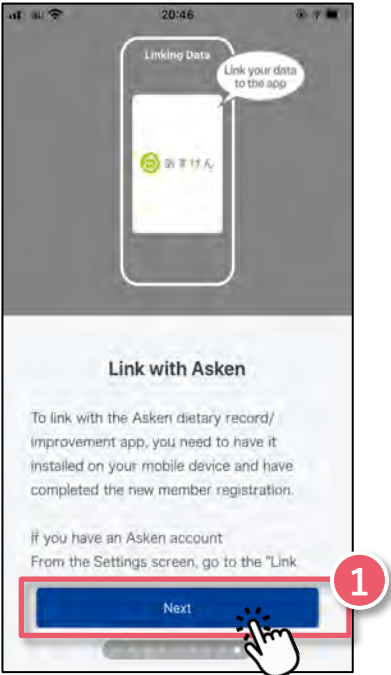 20:46
Linking Data
Link your data
to the app
あすけん
Link with Asken
To link with the Asken dietary record/
improvement app, you need to have it
installed on your mobile device and have
completed the new member registration.
If you have an Asken account
From the Settings screen, go to the "Link
1
Next